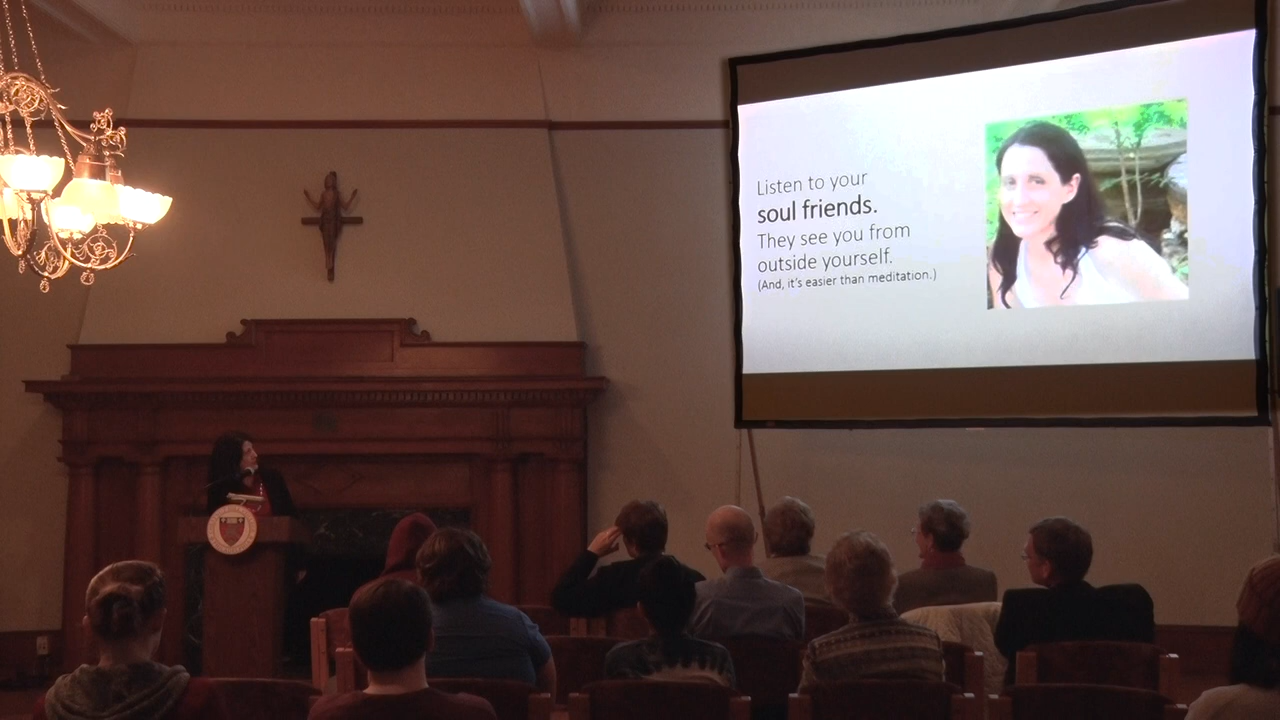 Listen to your
soul friends.
They see you from
outside yourself.
(And, it's easier than meditation.)